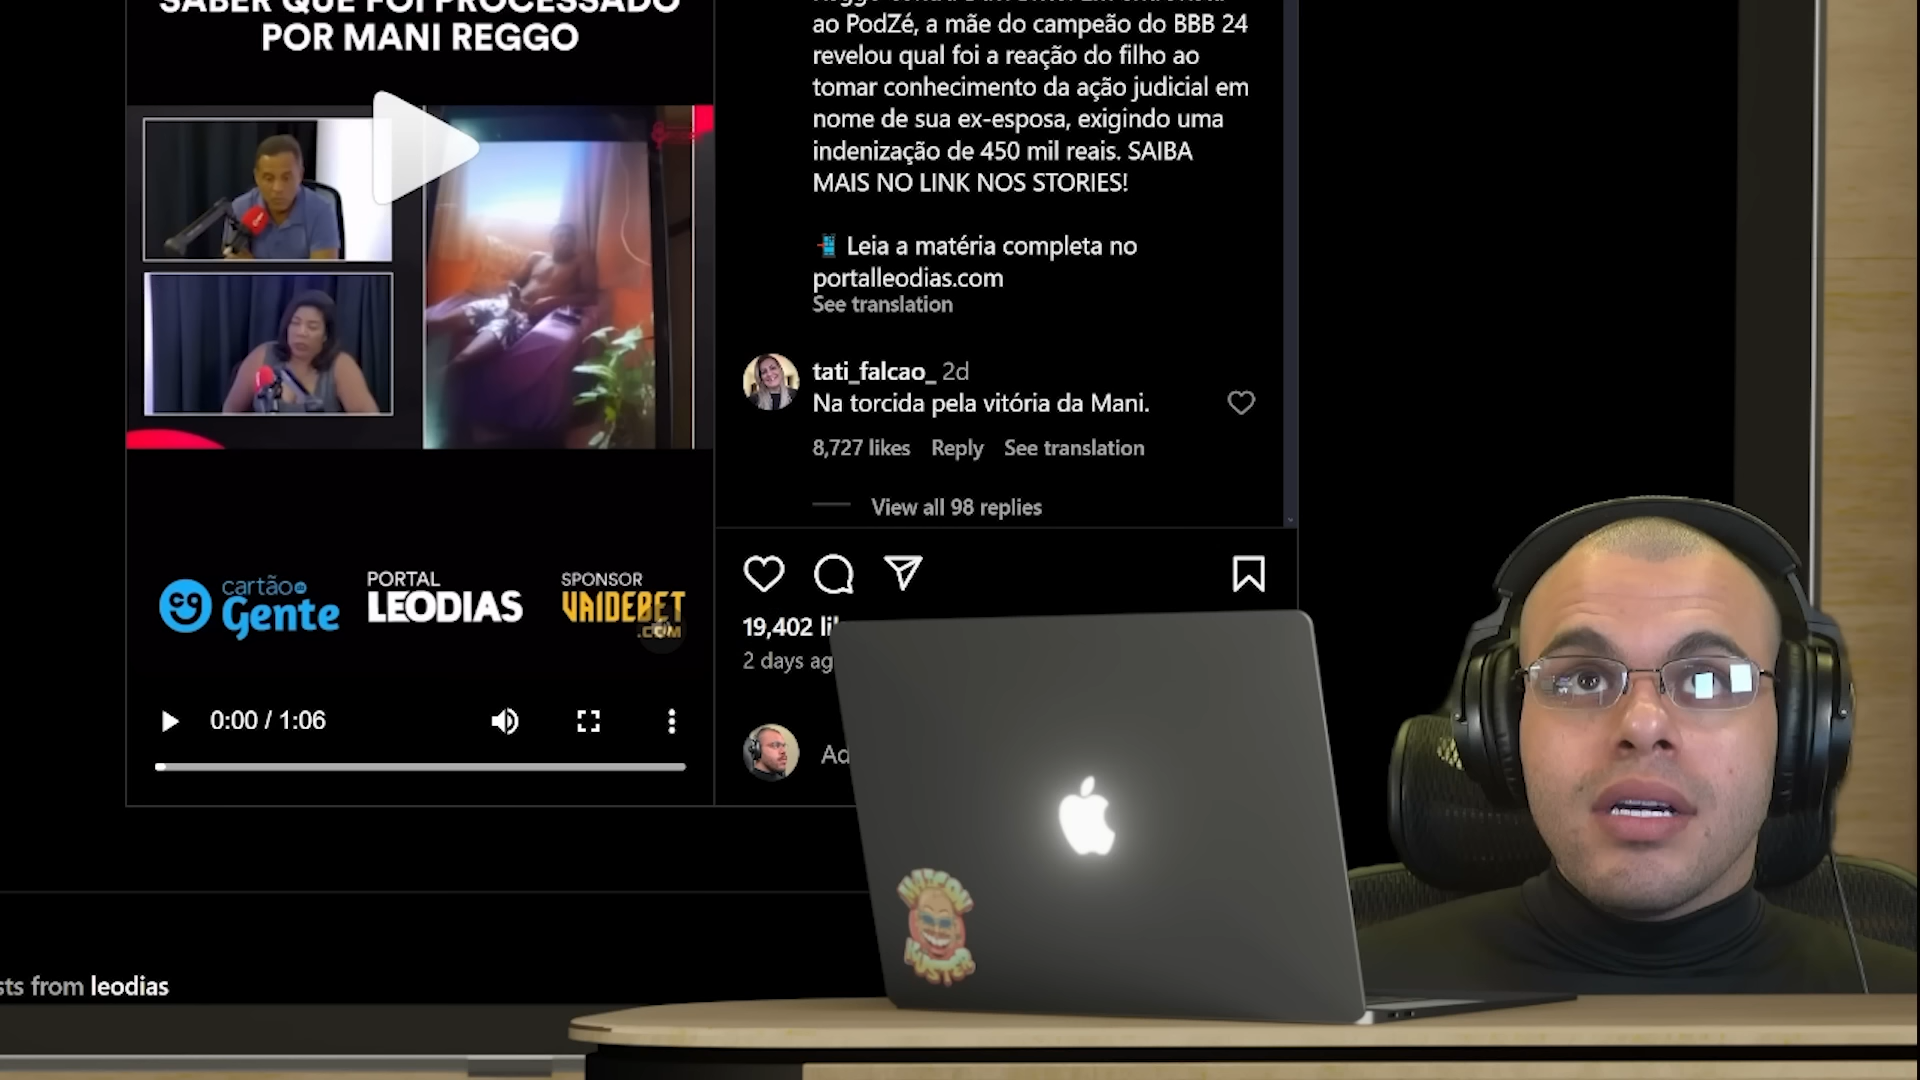 SABER QUE FOI PROCESSADO
POR MANI REGGO
ao PodZé, a mãe do campeão do BBB 24
revelou qual foi a reação do filho ao
tomar conhecimento da ação judicial em
nome de sua ex-esposa, exigindo uma
indenização de 450 mil reais. SAIBA
MAIS NO LINK NOS STORIES!
Leia a matéria completa no
portalleodias.com
See translation
tati_falcao_ 2d
Na torcida pela vitória da Mani.
8,727 likes Reply See translation
View all 98 replies
cartão de
Gente
PORTAL
LEODIAS
SPONSOR
VAIDEBET
.COM
19,402
2 days ag
0:00 / 1:06
Ad
sts from leodias